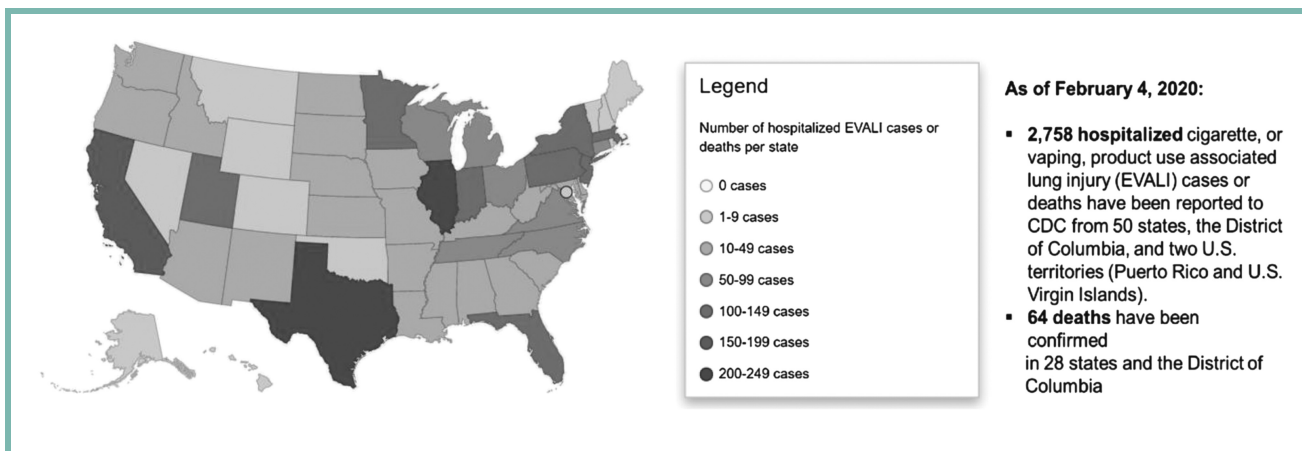 Legend
Number of hospitalized EVALI cases or
deaths per state
0 cases
1-9 cases
10-49 cases
50-99 cases
100-149 cases
150-199 cases
200-249 cases
As of February 4, 2020:
▪ 2,758 hospitalized cigarette, or
vaping, product use associated
lung injury (EVALI) cases or
deaths have been reported to
CDC from 50 states, the District
of Columbia, and two U.S.
territories (Puerto Rico and U.S.
Virgin Islands).
▪ 64 deaths have been
confirmed
in 28 states and the District of
Columbia